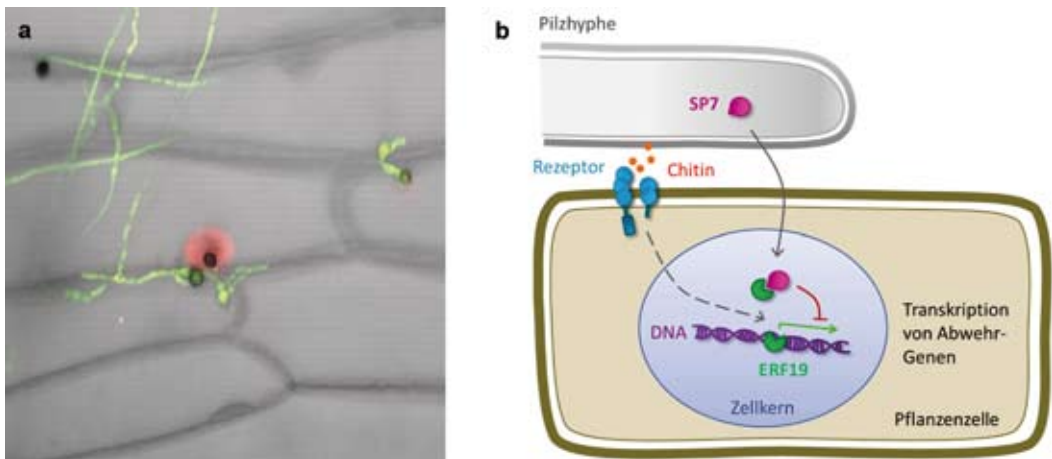 a
b
Pilzhyphe
SP7
Rezeptor
Chitin
DNA
ERF19
Zellkern
Transkription
von Abwehr-
Genen
Pflanzenzelle